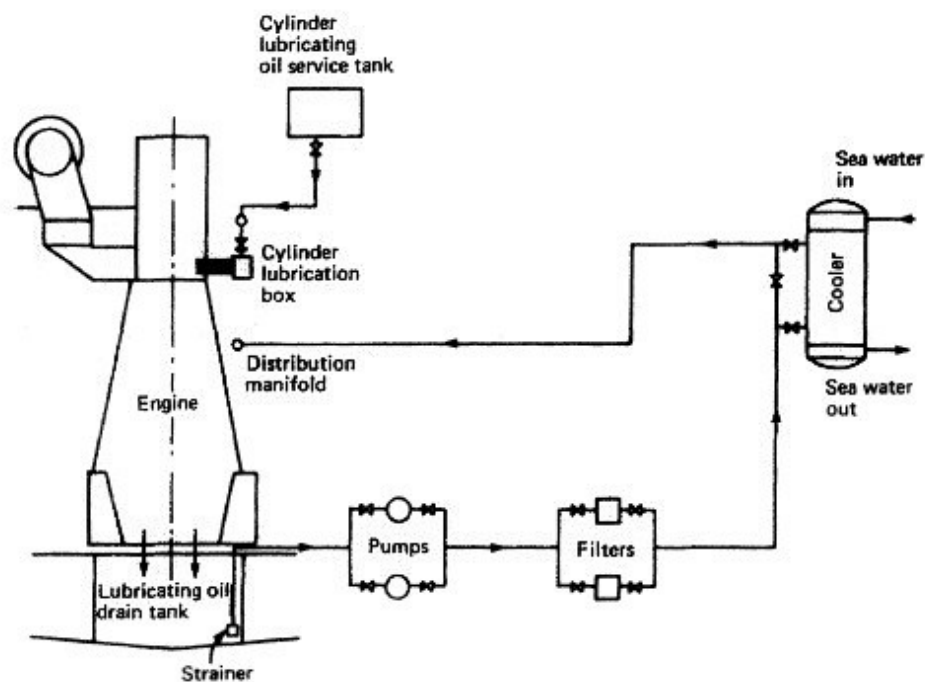 Cylinder
lubricating
oil service tank
Sea water
in
Cylinder
lubrication
box
Cooler
Distribution
manifold
Engine
Sea water
out
Pumps
Filters
Lubricating oil
drain tank
Strainer